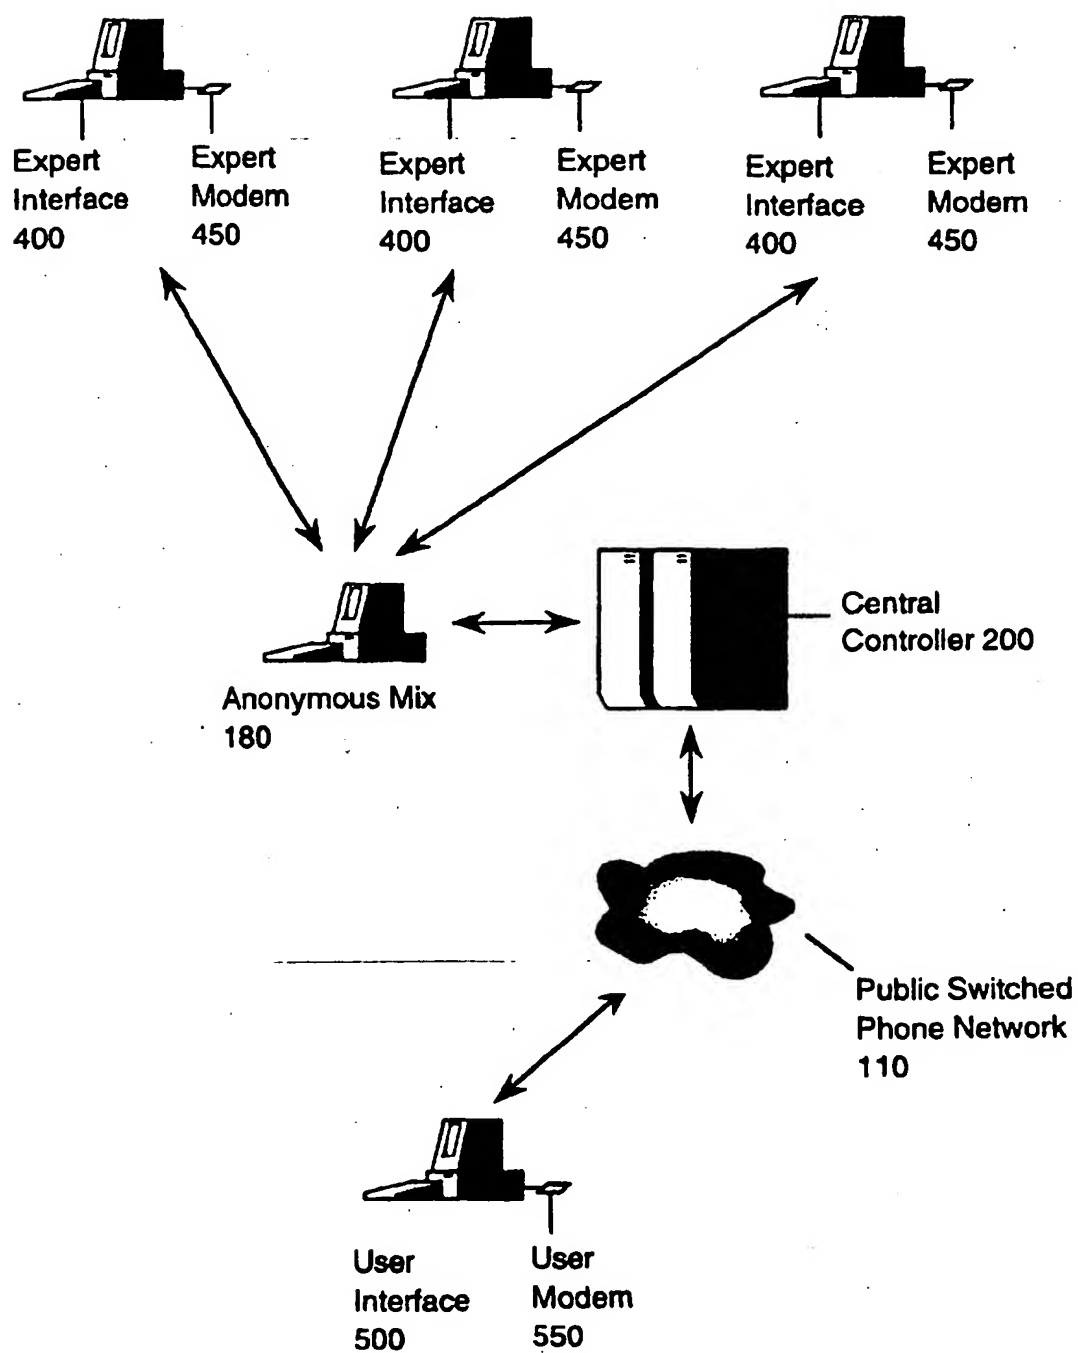 Expert
Interface
400
Expert
Modem
450
Expert
Interface
400
Expert
Modem
450
Expert
Interface
400
Expert
Modem
450
Central
Controller 200
Anonymous Mix
180
Public Switched
Phone Network
110
User
Interface
500
User
Modem
550